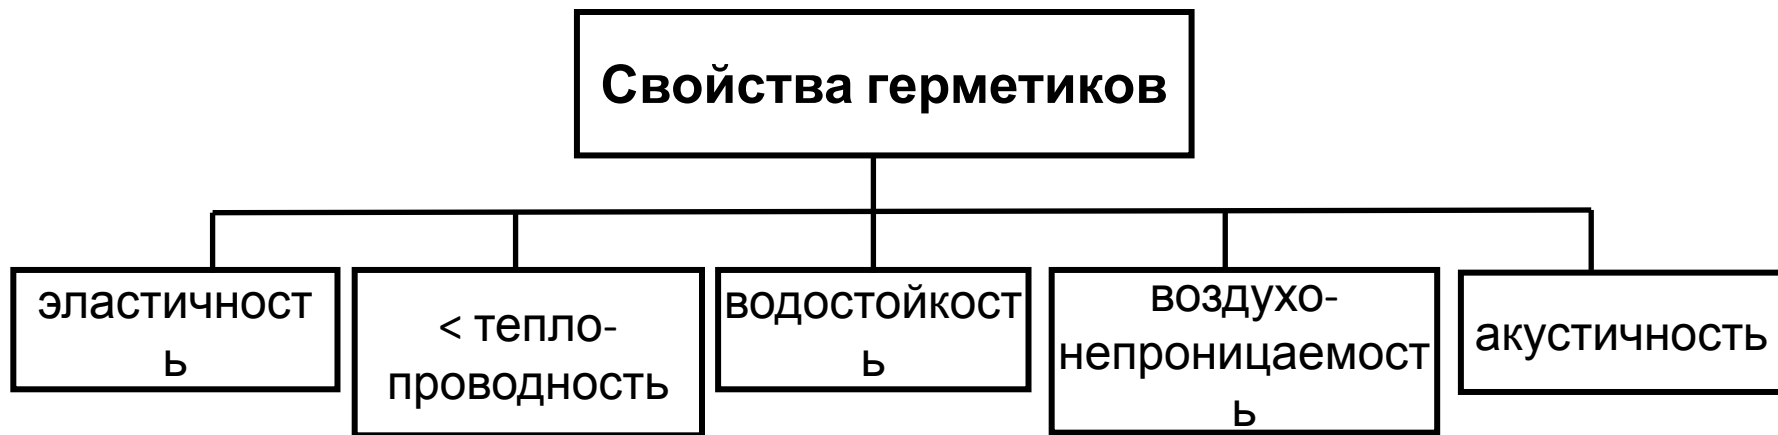 Свойства герметиков
эластичност
ь
< тепло-
проводность
водостойкост
ь
воздухо-
непроницаемост
ь
акустичность